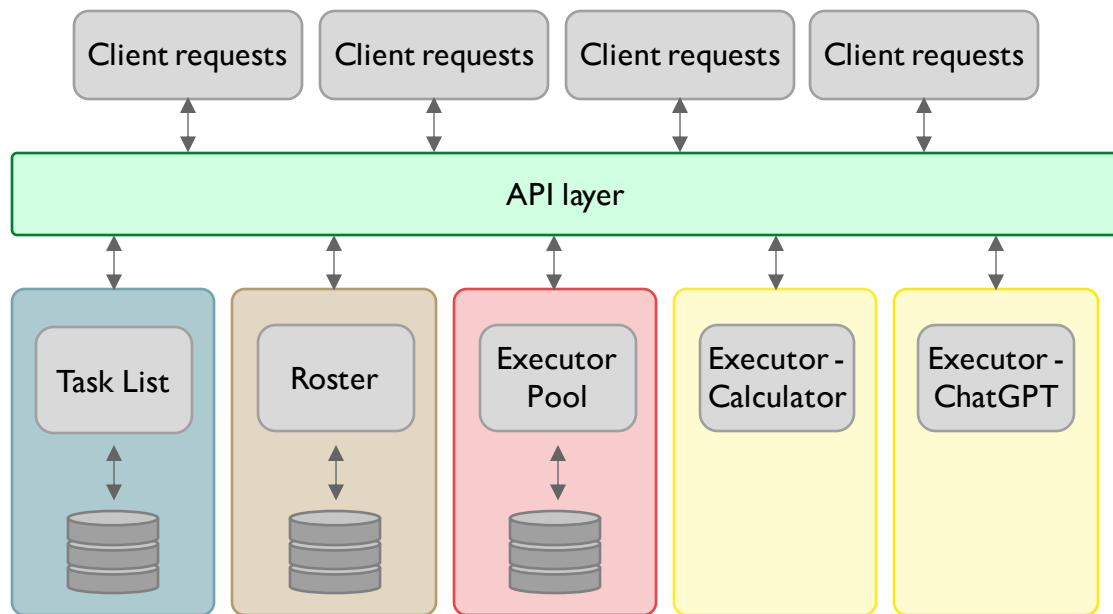 Client requests
Client requests
Client requests
Client requests
API layer
Task List
Roster
Executor
Pool
Executor -
Calculator
Executor -
ChatGPT